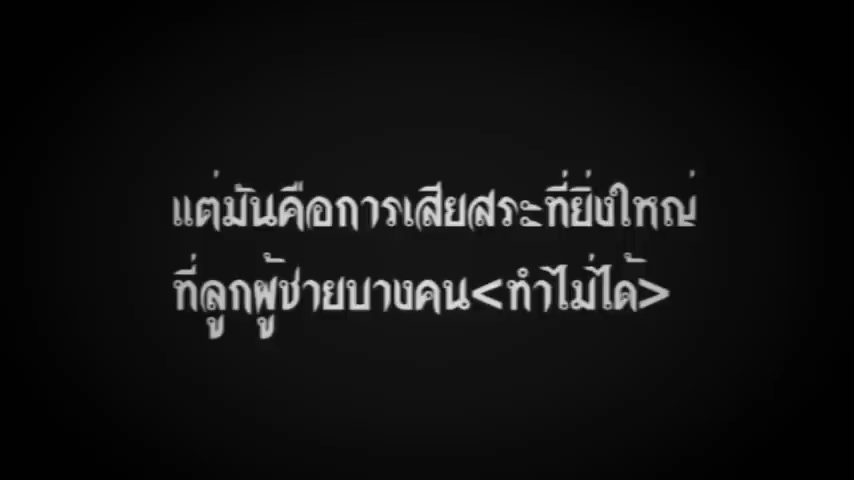 แต่มันคือการเสียสระที่ยิ่งใหญ่
ที่ลูกผู้ชายบางคน<ทำไม่ได้>